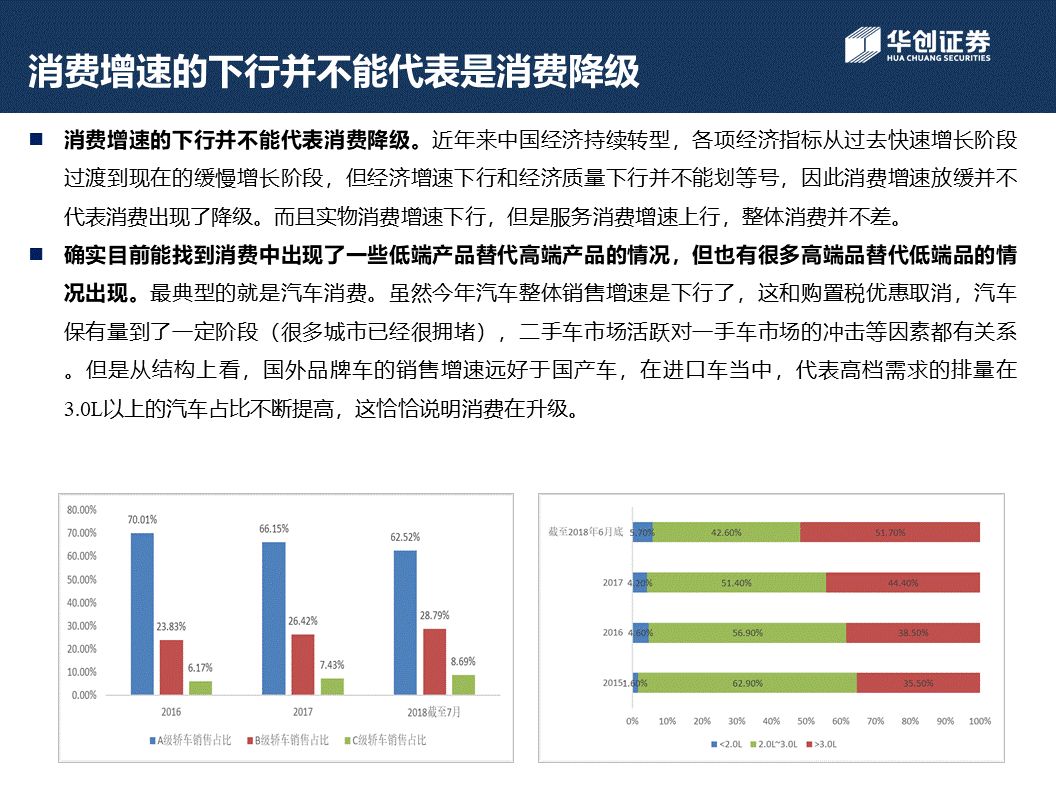 华创证券
HUA CHUANG SECURITIES
消费增速的下行并不能代表是消费降级
消费增速的下行并不能代表消费降级。近年来中国经济持续转型，各项经济指标从过去快速增长阶段
过渡到现在的缓慢增长阶段，但经济增速下行和经济质量下行并不能划等号，因此消费增速放缓并不
代表消费出现了降级。而且实物消费增速下行，但是服务消费增速上行，整体消费并不差。
确实目前能找到消费中出现了一些低端产品替代高端产品的情况，但也有很多高端品替代低端品的情
况出现。最典型的就是汽车消费。虽然今年汽车整体销售增速是下行了，这和购置税优惠取消，汽车
保有量到了一定阶段（很多城市已经很拥堵），二手车市场活跃对一手车市场的冲击等因素都有关系
。但是从结构上看，国外品牌车的销售增速远好于国产车，在进口车当中，代表高档需求的排量在
3.0L以上的汽车占比不断提高，这恰恰说明消费在升级。
80.00%
70.00%
60.00%
50.00%
40.00%
30.00%
20.00%
10.00%
0.00%
70.01%
23.83%
6.17%
66.15%
26.42%
7.43%
62.52%
28.79%
8.69%
2016 2017 2018截至7月
A级轿车销售占比 B级轿车销售占比 C级轿车销售占比
截至2018年6月底 5.70% 42.60% 51.70%
2017 4.20% 51.40% 44.40%
2016 4.60% 56.90% 38.50%
2015 1.60% 62.90% 35.50%
0% 10% 20% 30% 40% 50% 60% 70% 80% 90% 100%
<2.0L 2.0L~3.0L >3.0L